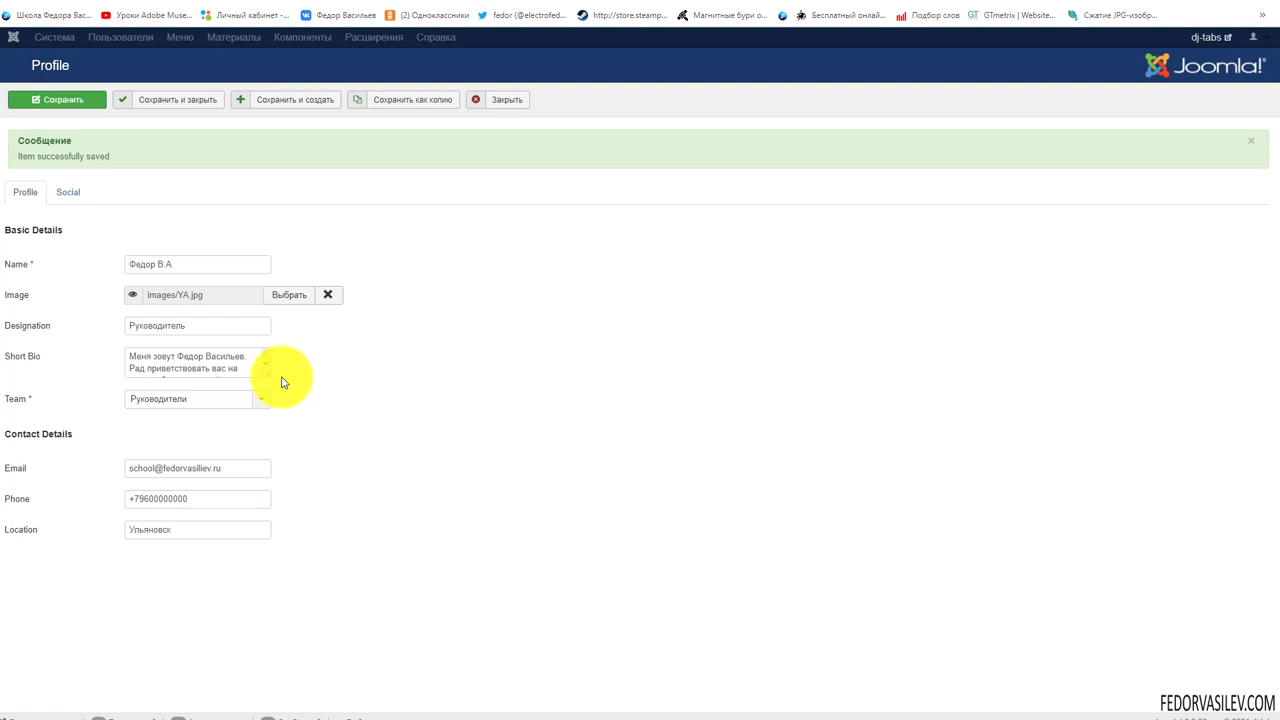 Школа Федора Вас... Уроки Adobe Muse... Личный кабинет -... Федор Васильев (2) Одноклассники fedor (@electrofed... http://store.steamp... Магнитные бури о... Бесплатный онлай... Подбор слов GTmetrix | Website... Сжатие JPG-изобр... »
Система Пользователи Меню Материалы Компоненты Расширения Справка dj-tabs
Profile Joomla!
Сохранить Сохранить и закрыть Сохранить и создать Сохранить как копию Закрыть
Сообщение ×
Item successfully saved
Profile Social
Basic Details
Name * Федор В.А
Image images/YA.jpg Выбрать
Designation Руководитель
Short Bio Меня зовут Федор Васильев.
Рад приветствовать вас на
Team * Руководители
Contact Details
Email school@fedorvasiliev.ru
Phone +79600000000
Location Ульяновск
FEDORVASILEV.COM